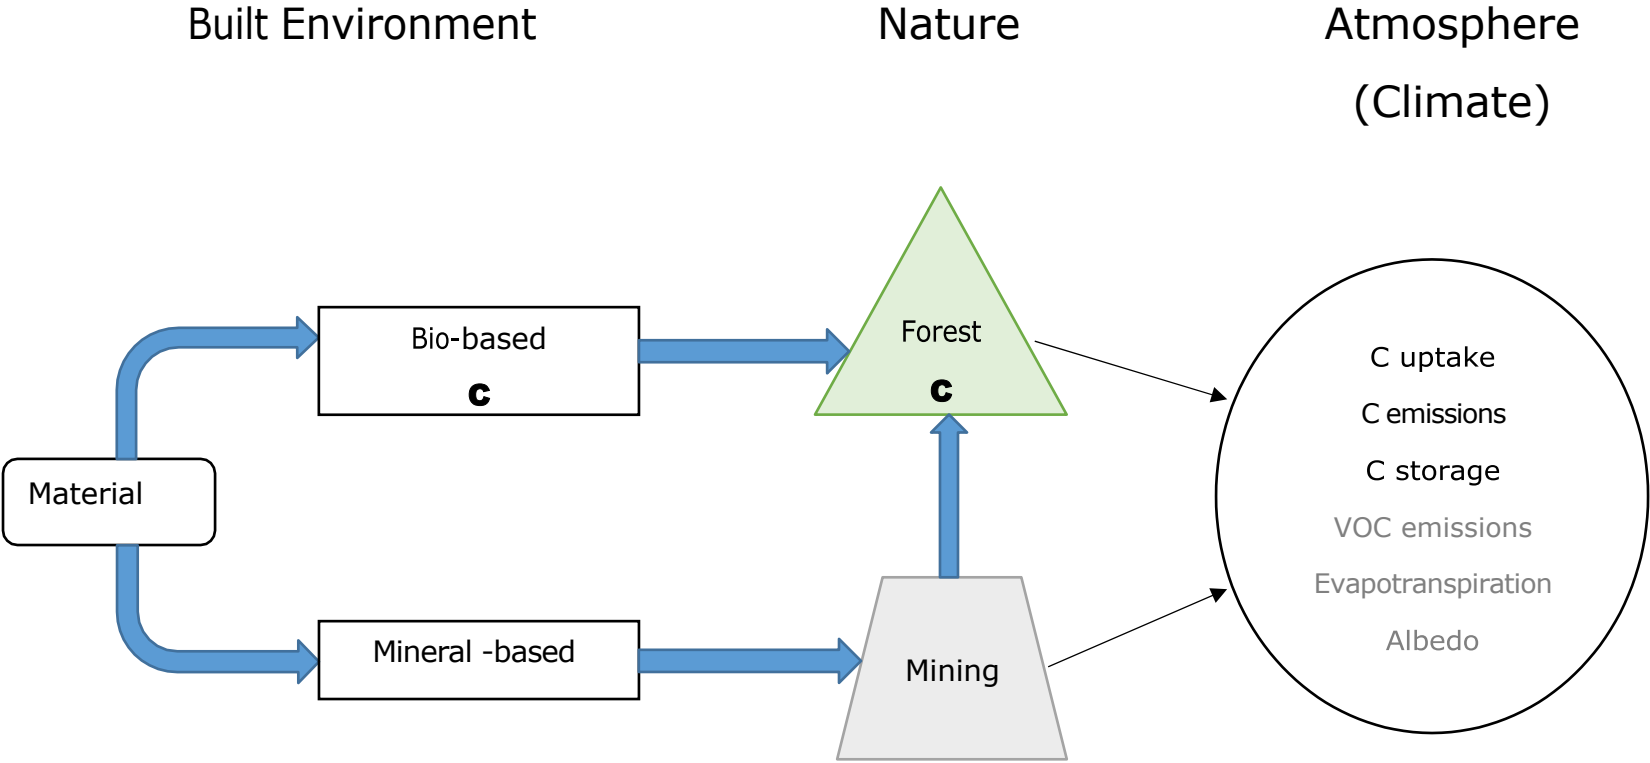 Built Environment
Nature
Atmosphere
(Climate)
Bio-based
C
Forest
C
Material
Mineral -based
Mining
C uptake
C emissions
C storage
VOC emissions
Evapotranspiration
Albedo